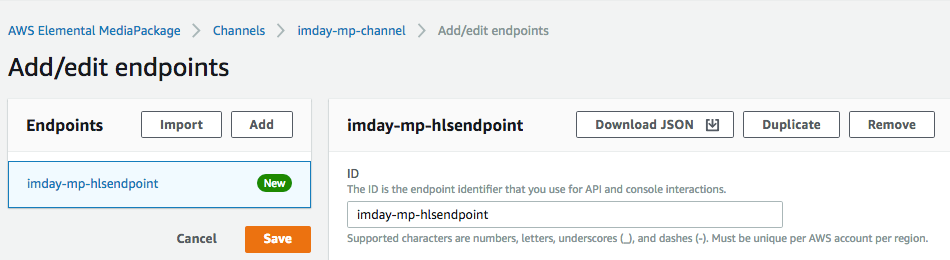 AWS Elemental MediaPackage > Channels > imday-mp-channel > Add/edit endpoints
Add/edit endpoints
Endpoints Import Add
imday-mp-hlsendpoint New
Cancel Save
imday-mp-hlsendpoint Download JSON Duplicate Remove
ID
The ID is the endpoint identifier that you use for API and console interactions.
imday-mp-hlsendpoint
Supported characters are numbers, letters, underscores (_), and dashes (-). Must be unique per AWS account per region.